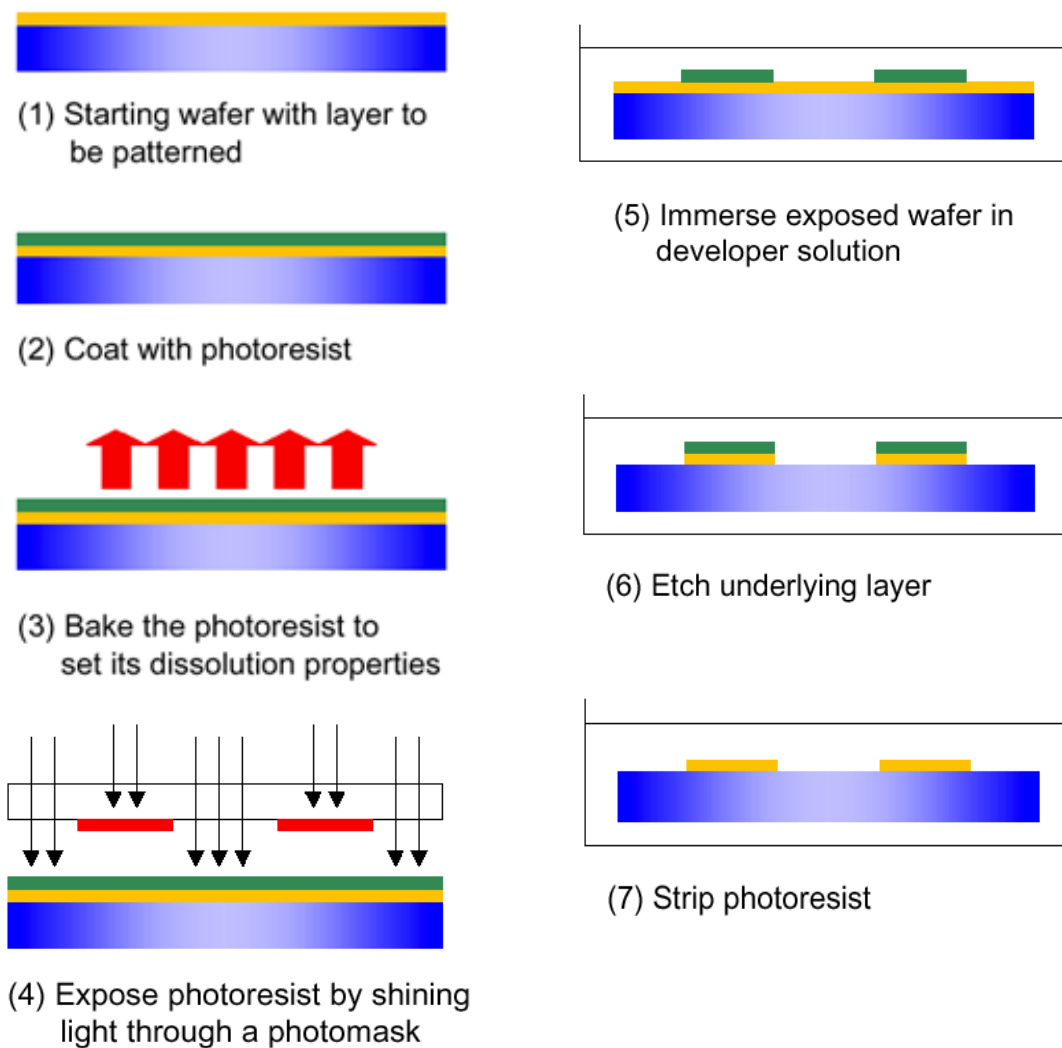 (1) Starting wafer with layer to
be patterned
(2) Coat with photoresist
(3) Bake the photoresist to
set its dissolution properties
(4) Expose photoresist by shining
light through a photomask
(5) Immerse exposed wafer in
developer solution
(6) Etch underlying layer
(7) Strip photoresist